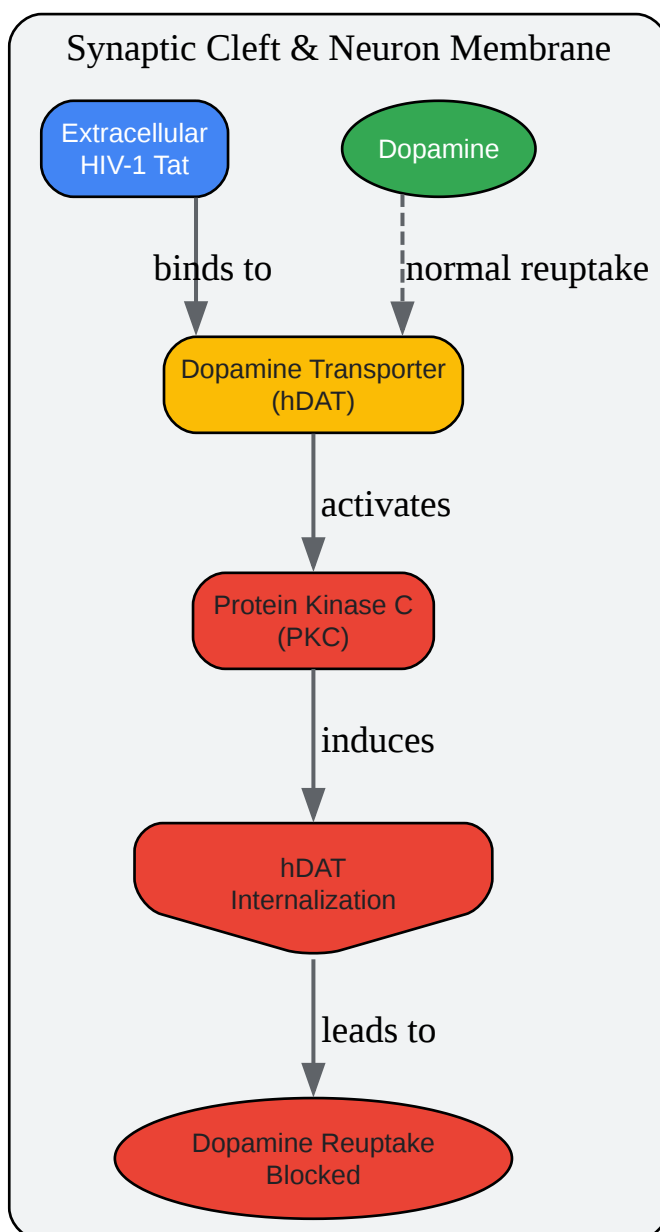 Synaptic Cleft & Neuron Membrane
Extracellular
HIV-1 Tat
Dopamine
binds to
normal reuptake
Dopamine Transporter
(hDAT)
activates
Protein Kinase C
(PKC)
induces
hDAT
Internalization
leads to
Dopamine Reuptake
Blocked